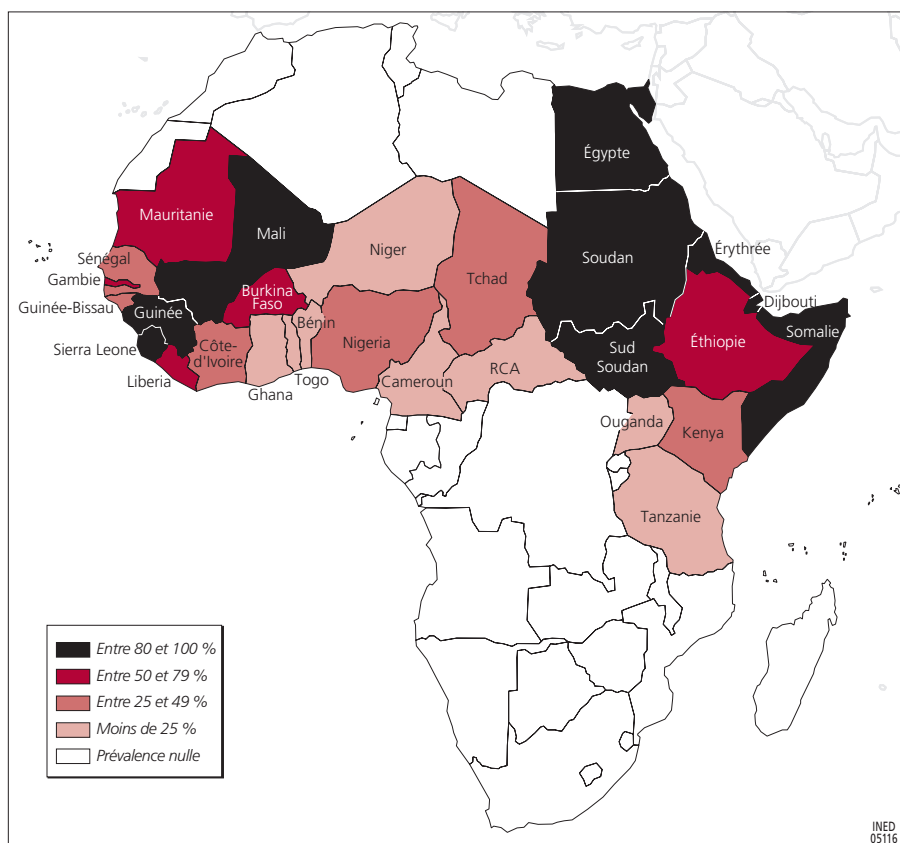 Égypte
Mauritanie
Mali
Niger
Soudan
Érythrée
Sénégal
Tchad
Gambie
Burkina
Faso
Djibouti
Guinée-Bissau
Guinée
Bénin
Somalie
Sierra Leone
Côte-
d'Ivoire
Nigeria
Sud
Soudan
Éthiopie
Liberia
Togo
Ghana
Cameroun
RCA
Ouganda
Kenya
Tanzanie
Entre 80 et 100 %
Entre 50 et 79 %
Entre 25 et 49 %
Moins de 25 %
Prévalence nulle
INED
05116